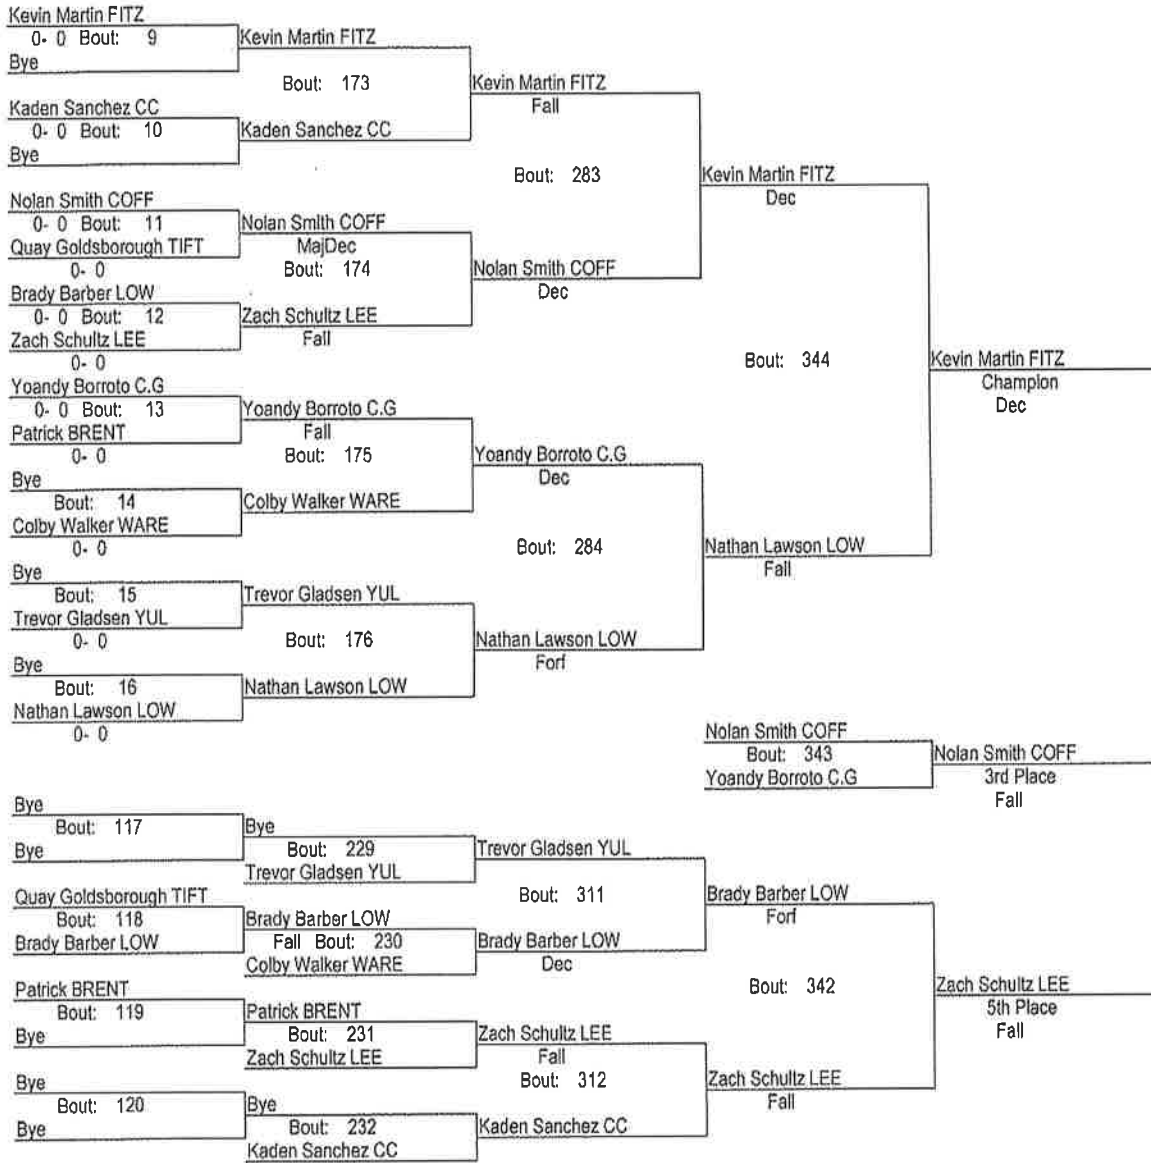 Kevin Martin FITZ
0- 0 Bout: 9
Bye
Kevin Martin FITZ
Bout: 173
Kaden Sanchez CC
0- 0 Bout: 10
Bye
Kaden Sanchez CC
Kevin Martin FITZ
Fall
Bout: 283
Nolan Smith COFF
0- 0 Bout: 11
Quay Goldsborough TIFT
0- 0
Nolan Smith COFF
MajDec
Bout: 174
Brady Barber LOW
0- 0 Bout: 12
Zach Schultz LEE
0- 0
Zach Schultz LEE
Fall
Nolan Smith COFF
Dec
Kevin Martin FITZ
Dec
Bout: 344
Kevin Martin FITZ
Champion
Dec
Yoandy Borroto C.G
0- 0 Bout: 13
Patrick BRENT
0- 0
Yoandy Borroto C.G
Fall
Bout: 175
Bye
Bout: 14
Colby Walker WARE
0- 0
Colby Walker WARE
Yoandy Borroto C.G
Dec
Bout: 284
Bye
Bout: 15
Trevor Gladsen YUL
0- 0
Trevor Gladsen YUL
Bout: 176
Bye
Bout: 16
Nathan Lawson LOW
0- 0
Nathan Lawson LOW
Nathan Lawson LOW
Forf
Nathan Lawson LOW
Fall
Nolan Smith COFF
Bout: 343
Yoandy Borroto C.G
Nolan Smith COFF
3rd Place
Fall
Bye
Bout: 117
Bye
Bye
Bout: 229
Trevor Gladsen YUL
Trevor Gladsen YUL
Bout: 311
Quay Goldsborough TIFT
Bout: 118
Brady Barber LOW
Brady Barber LOW
Fall Bout: 230
Colby Walker WARE
Brady Barber LOW
Dec
Brady Barber LOW
Forf
Bout: 342
Patrick BRENT
Bout: 119
Bye
Patrick BRENT
Bout: 231
Zach Schultz LEE
Zach Schultz LEE
Fall
Bout: 312
Bye
Bout: 120
Bye
Bye
Bout: 232
Kaden Sanchez CC
Kaden Sanchez CC
Zach Schultz LEE
Fall
Zach Schultz LEE
5th Place
Fall